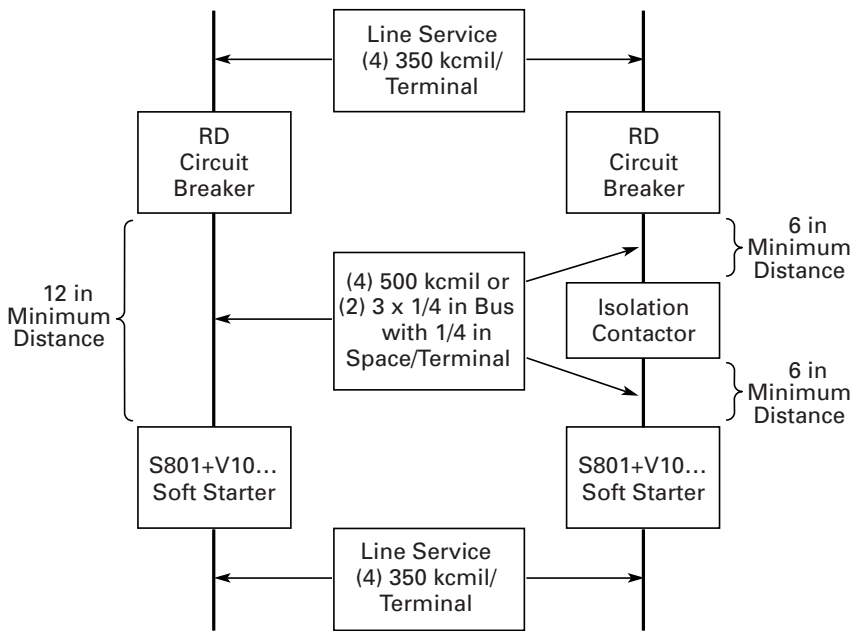 Line Service
(4) 350 kcmil/
Terminal
RD
Circuit
Breaker
RD
Circuit
Breaker
6 in
Minimum
Distance
12 in
Minimum
Distance
(4) 500 kcmil or
(2) 3 x 1/4 in Bus
with 1/4 in
Space/Terminal
Isolation
Contactor
6 in
Minimum
Distance
S801+V10…
Soft Starter
S801+V10…
Soft Starter
Line Service
(4) 350 kcmil/
Terminal